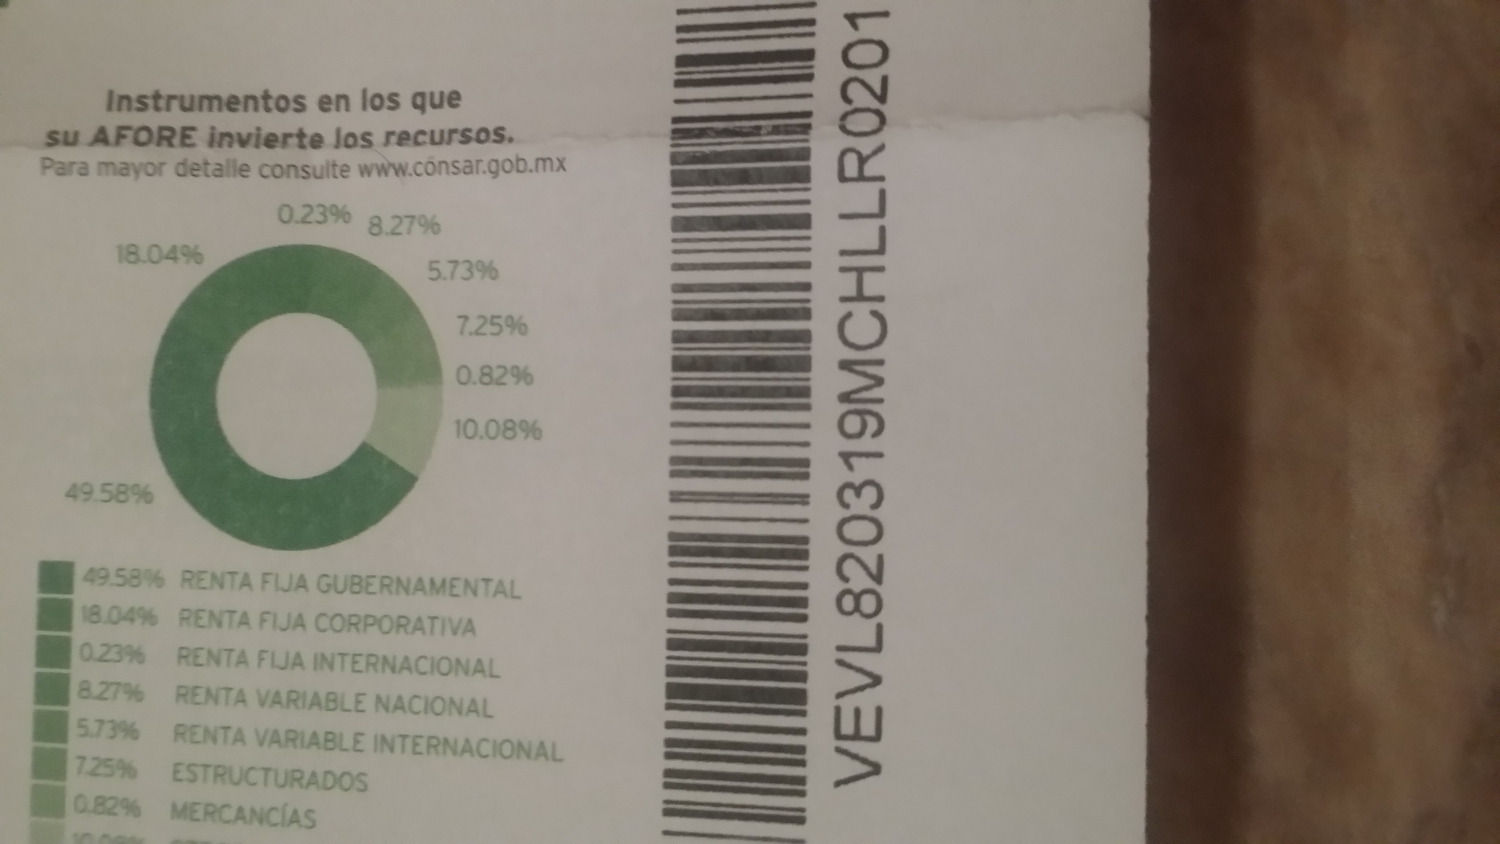 Instrumentos en los que
su AFORE invierte los recursos.
Para mayor detalle consulte www.consar.gob.mx
0.23%
8.27%
18.04%
5.73%
7.25%
0.82%
10.08%
49.58%
49.58% RENTA FIJA GUBERNAMENTAL
18.04% RENTA FIJA CORPORATIVA
0.23% RENTA FIJA INTERNACIONAL
8.27% RENTA VARIABLE NACIONAL
5.73% RENTA VARIABLE INTERNACIONAL
7.25% ESTRUCTURADOS
0.82% MERCANCÍAS
10.08%
VEVL820319MCHLLR0201